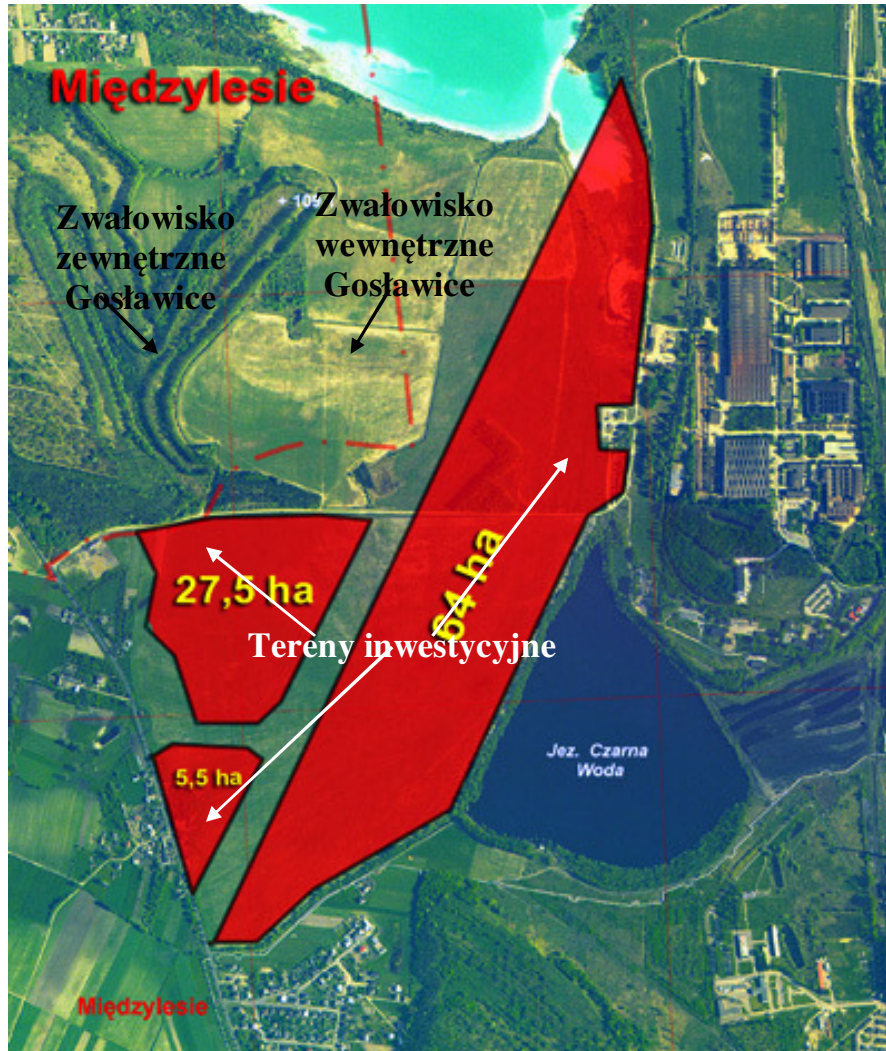 Międzylesie
Zwałowisko
zewnętrzne
Gosławice
Zwałowisko
wewnętrzne
Gosławice
27,5 ha
64 ha
Tereny inwestycyjne
5,5 ha
Jez. Czarna
Woda
Międzylesie